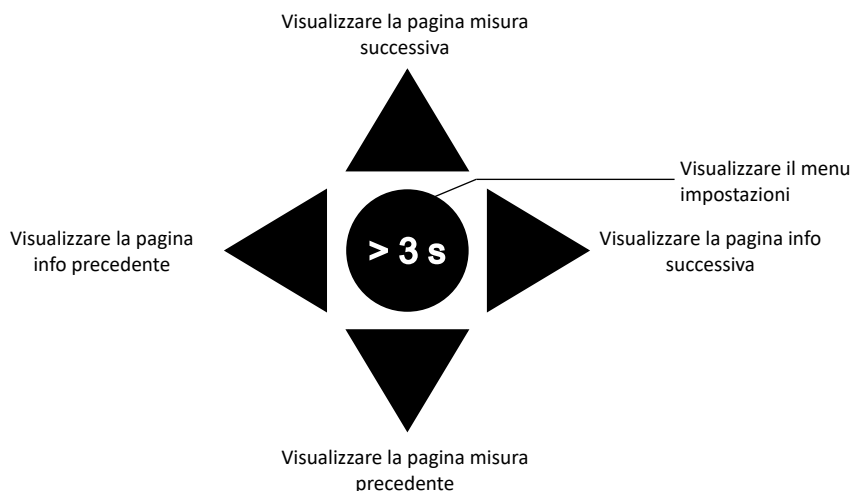 Visualizzare la pagina misura
successiva
Visualizzare il menu
impostazioni
Visualizzare la pagina
info precedente
> 3 s
Visualizzare la pagina info
successiva
Visualizzare la pagina misura
precedente